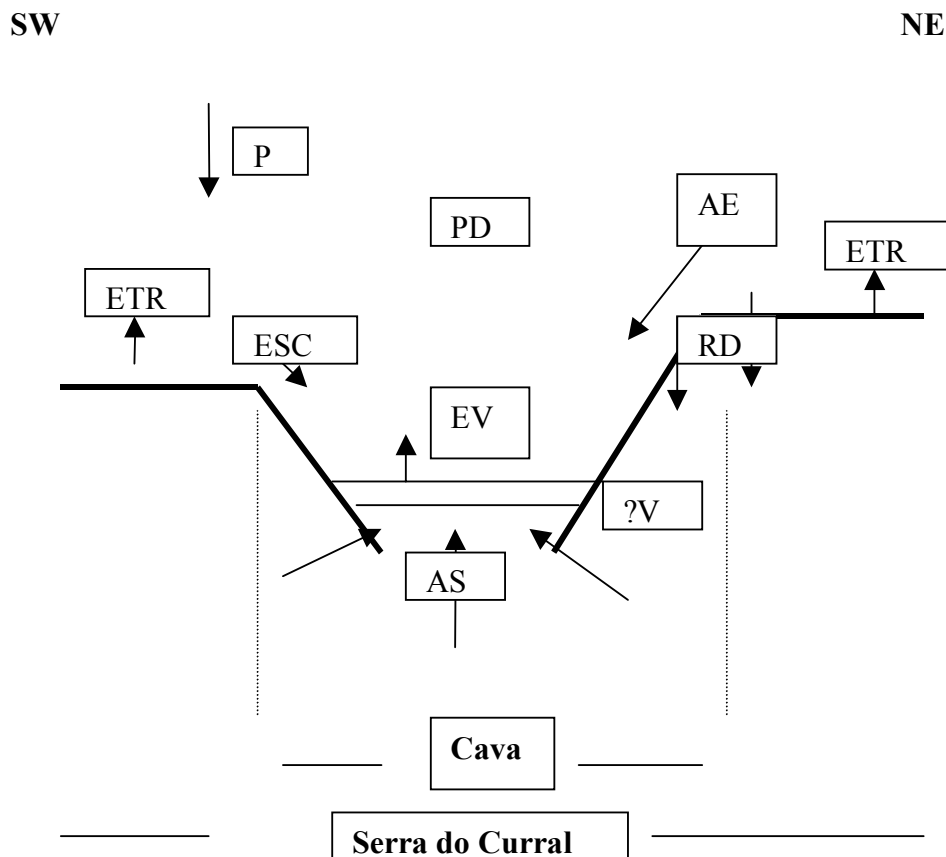 SW NE
P
PD
AE
ETR
ETR
ESC
RD
EV
?V
AS
Cava
Serra do Curral